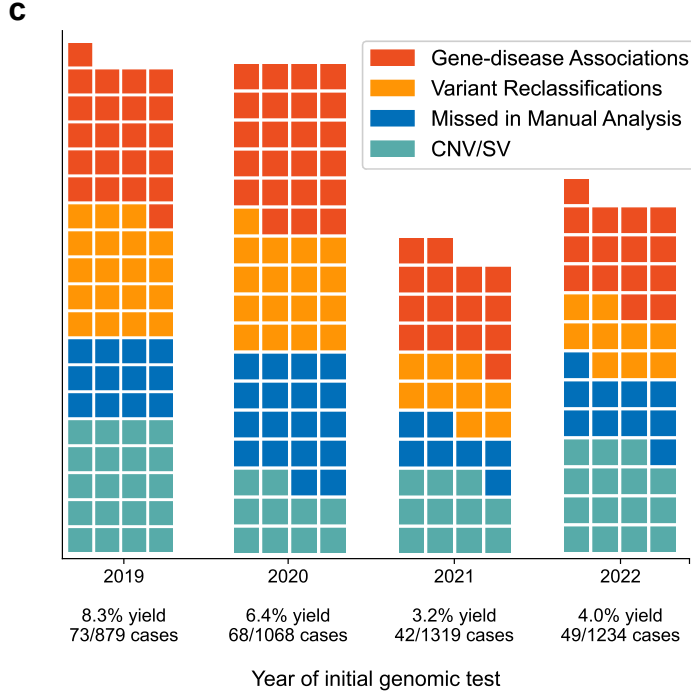 c
Gene-disease Associations
Variant Reclassifications
Missed in Manual Analysis
CNV/SV
2019 2020 2021 2022
8.3% yield 6.4% yield 3.2% yield 4.0% yield
73/879 cases 68/1068 cases 42/1319 cases 49/1234 cases
Year of initial genomic test